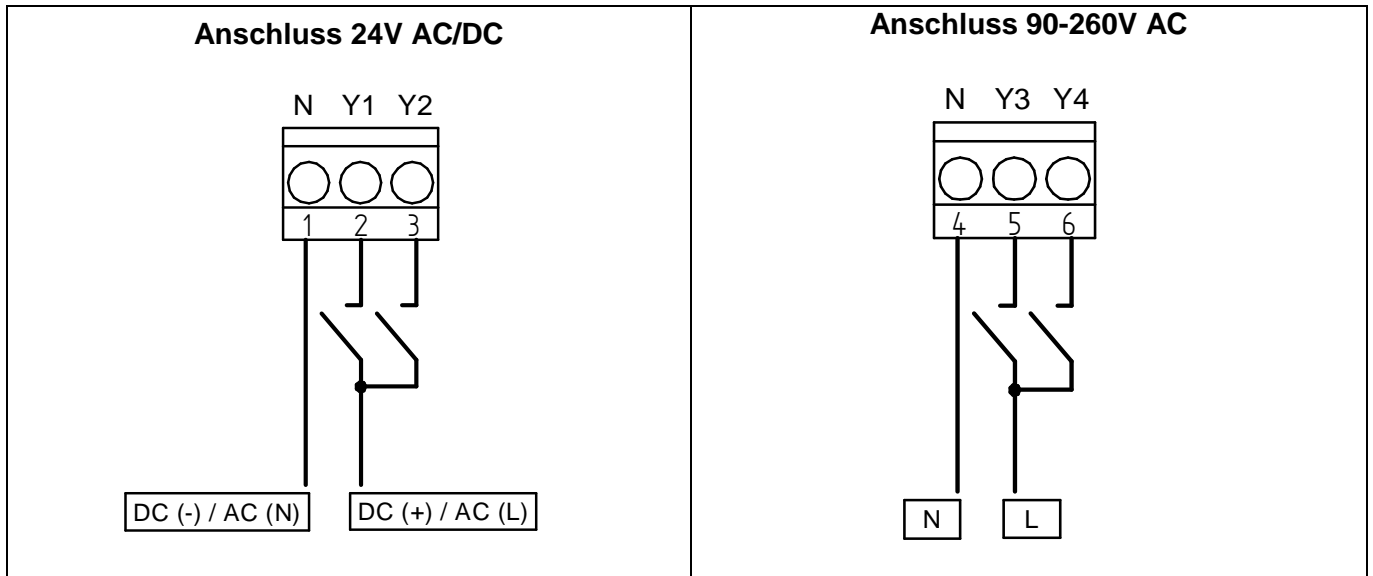 Anschluss 24V AC/DC
N Y1 Y2
1 2 3
DC (-) / AC (N)
DC (+) / AC (L)
Anschluss 90-260V AC
N Y3 Y4
4 5 6
N
L